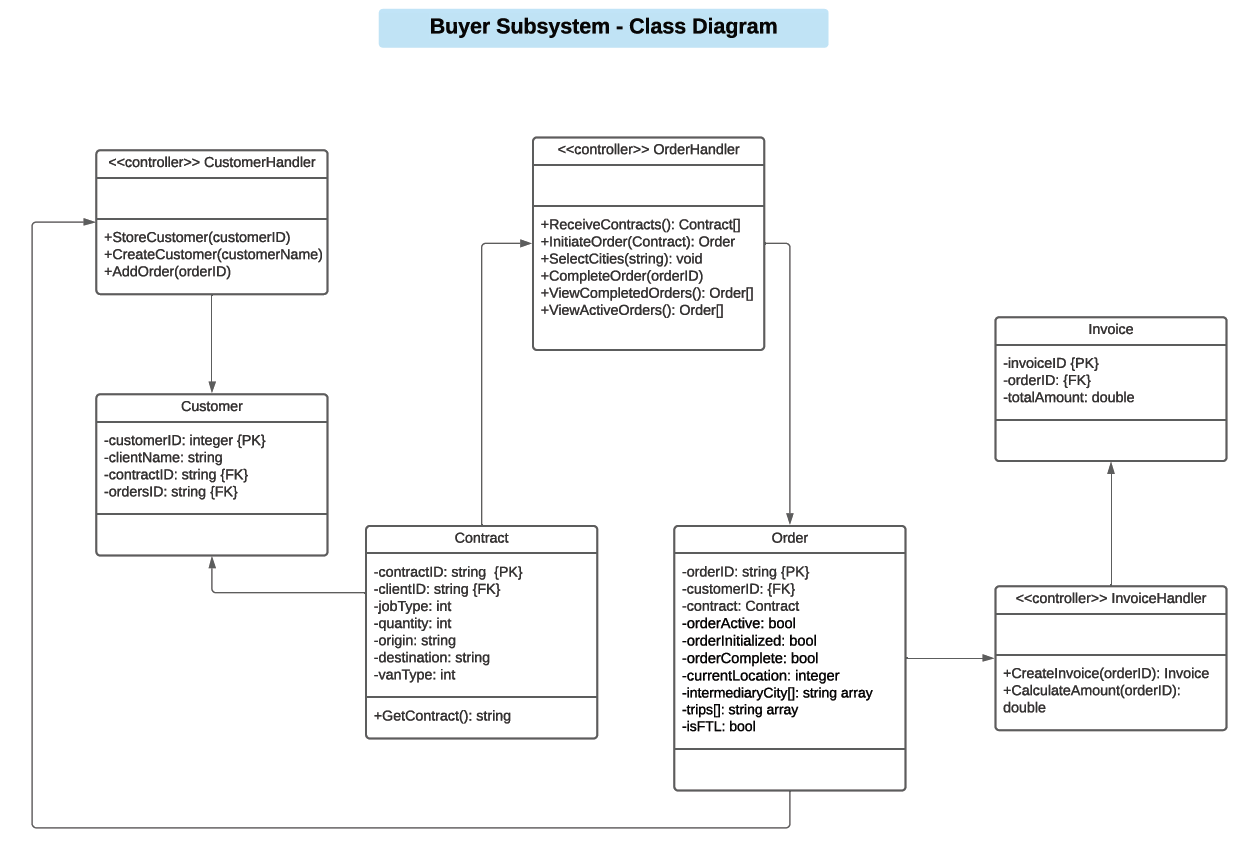 Buyer Subsystem - Class Diagram
<<controller>> CustomerHandler
+StoreCustomer(customerID)
+CreateCustomer(customerName)
+AddOrder(orderID)
<<controller>> OrderHandler
+ReceiveContracts(): Contract[]
+InitiateOrder(Contract): Order
+SelectCities(string): void
+CompleteOrder(orderID)
+ViewCompletedOrders(): Order[]
+ViewActiveOrders(): Order[]
Invoice
-invoiceID {PK}
-orderID: {FK}
-totalAmount: double
Customer
-customerID: integer {PK}
-clientName: string
-contractID: string {FK}
-ordersID: string {FK}
Contract
-contractID: string  {PK}
-clientID: string {FK}
-jobType: int
-quantity: int
-origin: string
-destination: string
-vanType: int
+GetContract(): string
Order
-orderID: string {PK}
-customerID: {FK}
-contract: Contract
-orderActive: bool
-orderInitialized: bool
-orderComplete: bool
-currentLocation: integer
-intermediaryCity[]: string array
-trips[]: string array
-isFTL: bool
<<controller>> InvoiceHandler
+CreateInvoice(orderID): Invoice
+CalculateAmount(orderID):
double